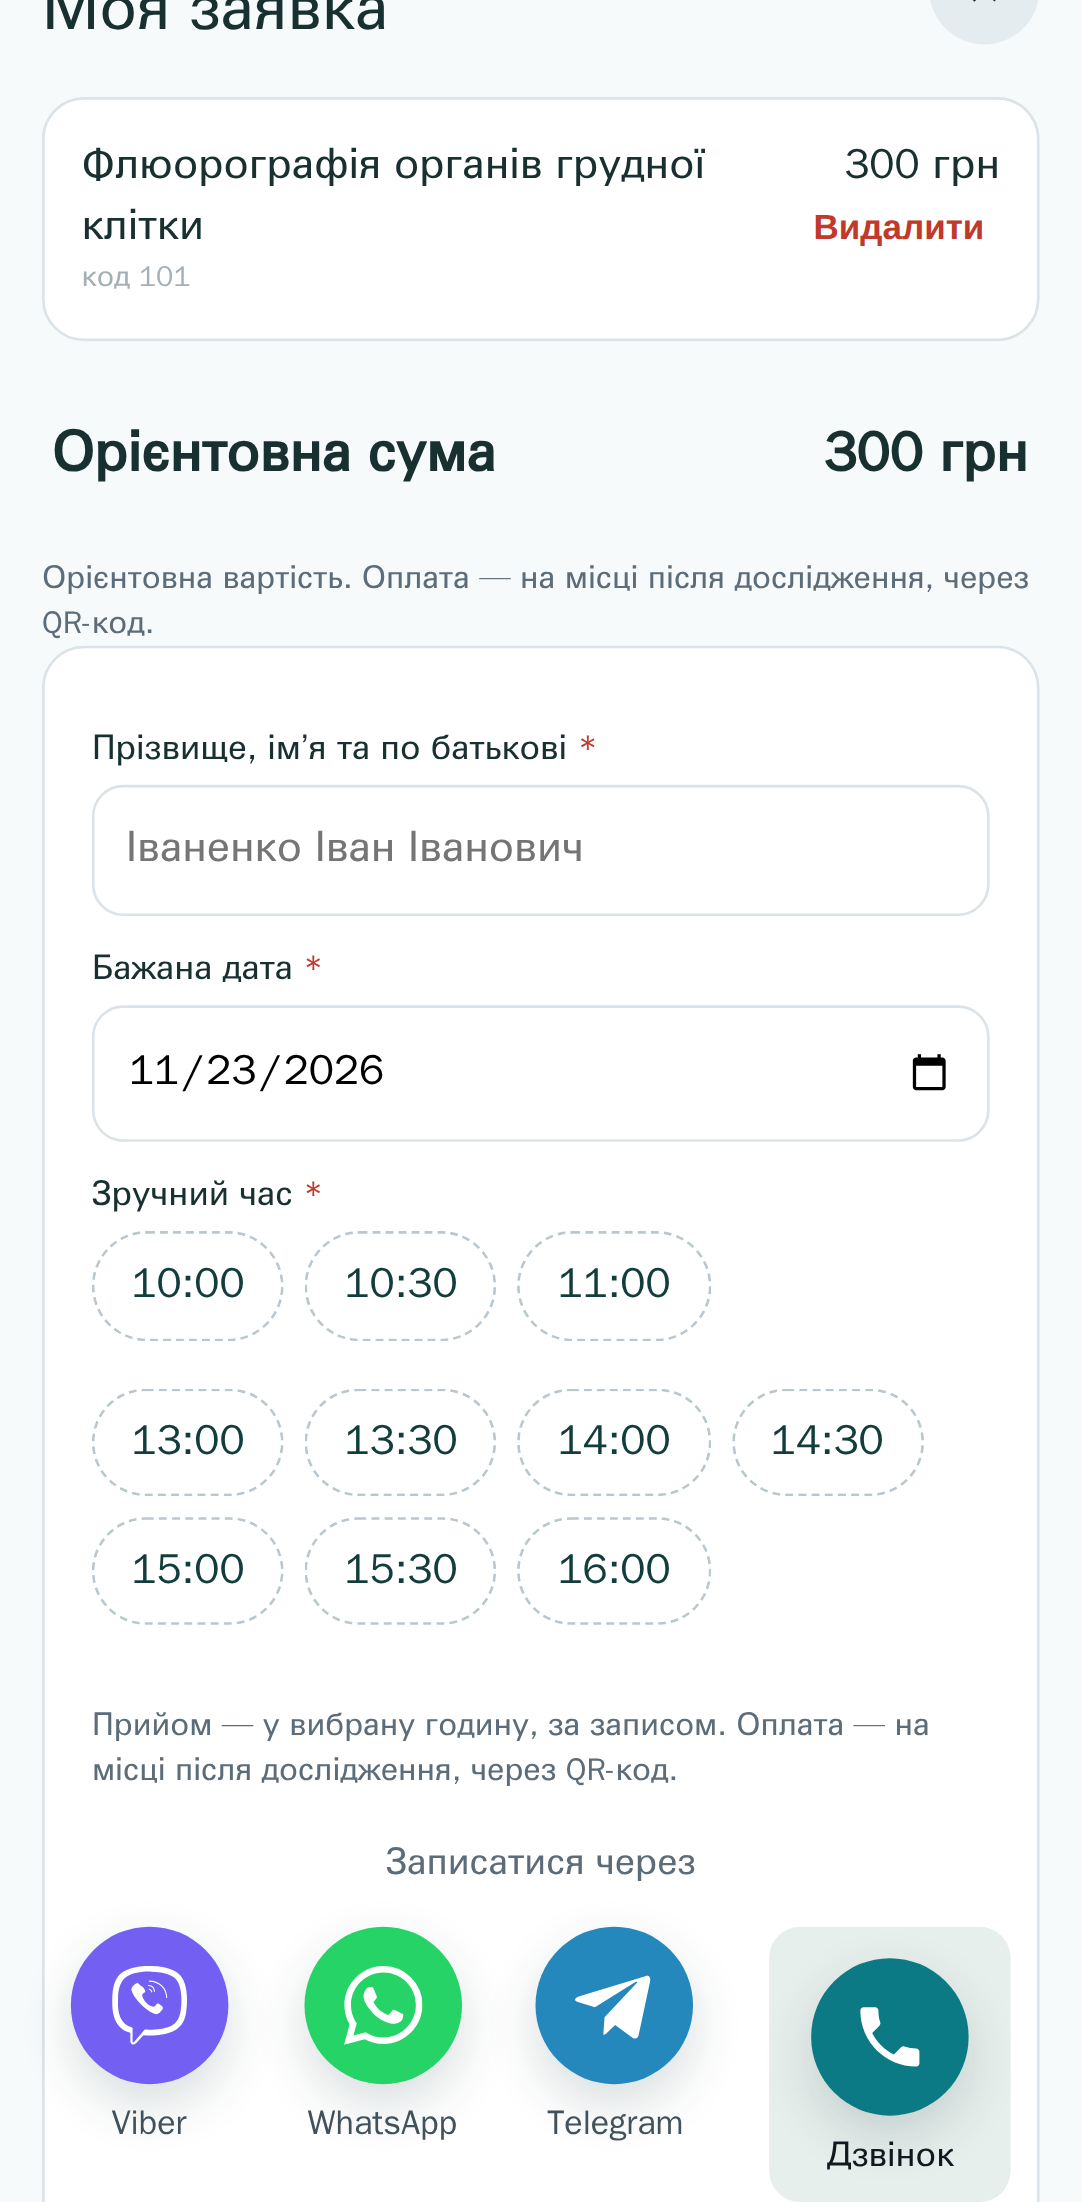 Моя заявка
Флюорографія органів грудної 300 грн
клітки Видалити
код 101
Орієнтовна сума 300 грн
Орієнтовна вартість. Оплата — на місці після дослідження, через
QR-код.
Прізвище, ім’я та по батькові *
Іваненко Іван Іванович
Бажана дата *
11/23/2026
Зручний час *
10:00 10:30 11:00
13:00 13:30 14:00 14:30
15:00 15:30 16:00
Прийом — у вибрану годину, за записом. Оплата — на
місці після дослідження, через QR-код.
Записатися через
Viber WhatsApp Telegram Дзвінок